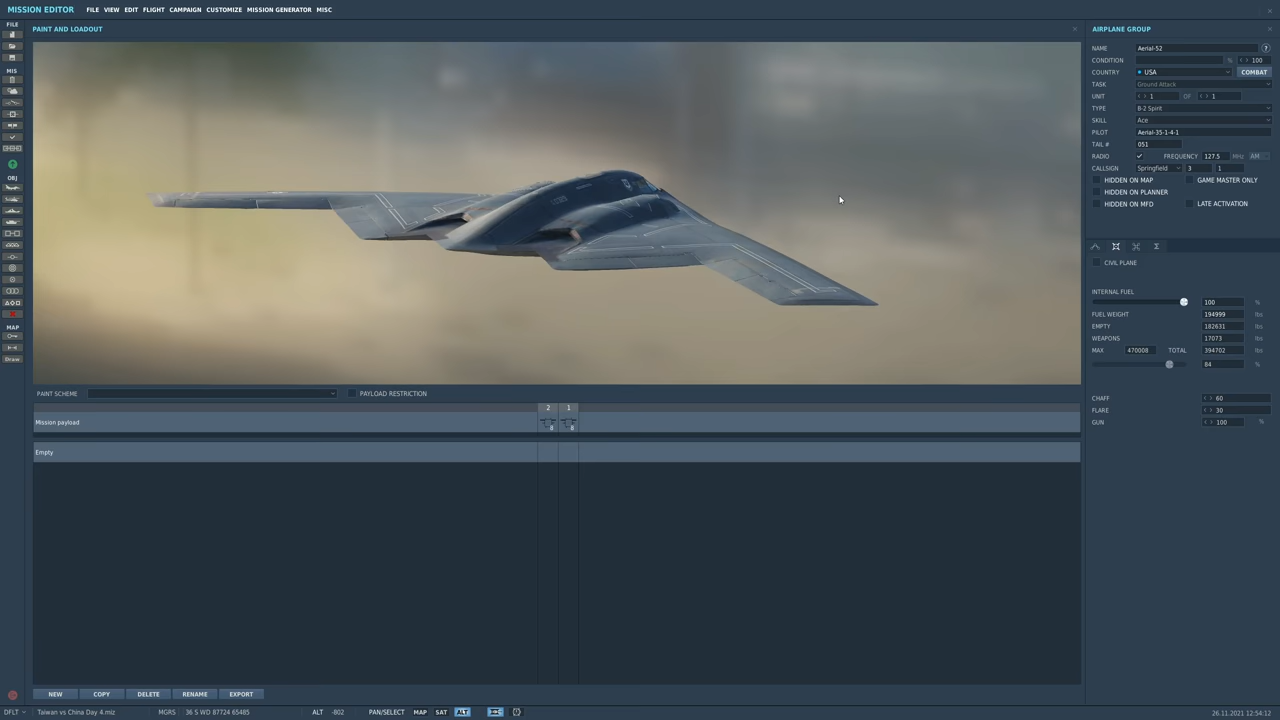 MISSION EDITOR FILE VIEW EDIT FLIGHT CAMPAIGN CUSTOMIZE MISSION GENERATOR MISC
FILE
MIS
OBJ
MAP
Draw
PAINT AND LOADOUT
PAINT SCHEME PAYLOAD RESTRICTION
2 1
Mission payload 8 8
Empty
NEW COPY DELETE RENAME EXPORT
AIRPLANE GROUP
NAME Aerial-52 ?
CONDITION % < > 100
COUNTRY USA COMBAT
TASK Ground Attack
UNIT < > 1 OF < > 1
TYPE B-2 Spirit
SKILL Ace
PILOT Aerial-35-1-4-1
TAIL # 051
RADIO FREQUENCY 127.5 MHz AM
CALLSIGN Springfield 3 1
HIDDEN ON MAP GAME MASTER ONLY
HIDDEN ON PLANNER
HIDDEN ON MFD LATE ACTIVATION
CIVIL PLANE
INTERNAL FUEL
100 %
FUEL WEIGHT 194999 lbs
EMPTY 182631 lbs
WEAPONS 17073 lbs
MAX 470008 TOTAL 394702 lbs
84 %
CHAFF < > 60
FLARE < > 30
GUN < > 100 %
DFLT Taiwan vs China Day 4.miz MGRS 36 S WD 87724 65485 ALT -802 PAN/SELECT MAP SAT ALT 26.11.2021 12:54:12